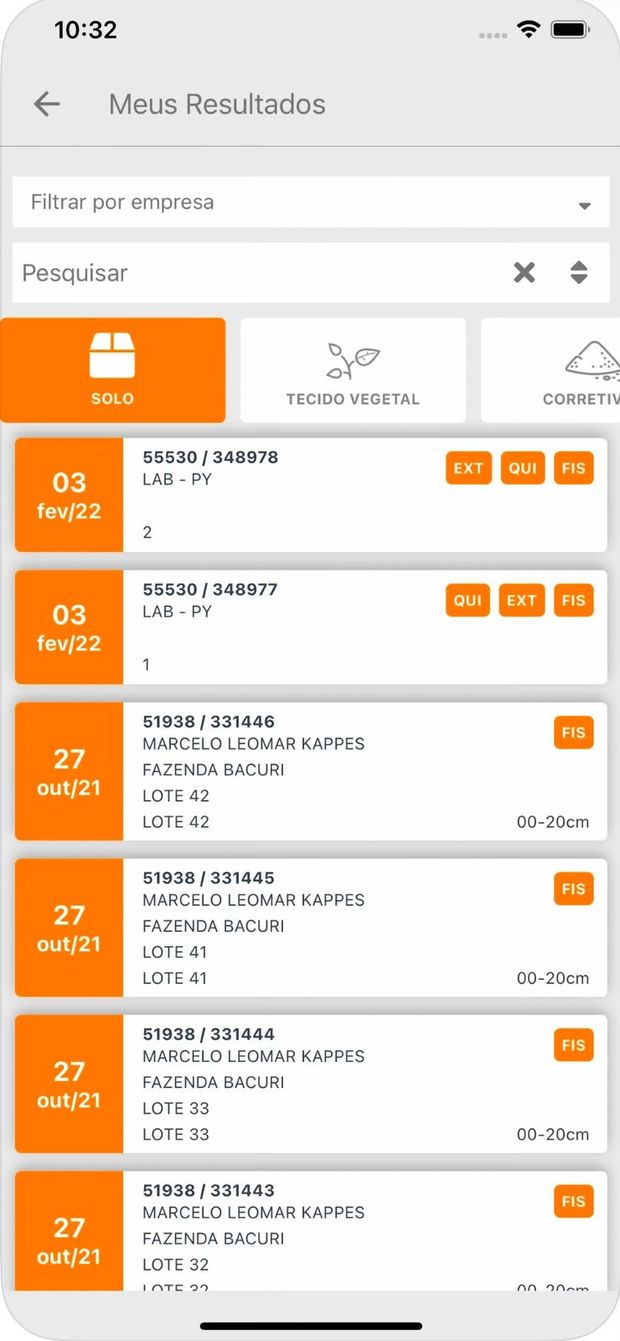 10:32
Meus Resultados
Filtrar por empresa
Pesquisar
SOLO
TECIDO VEGETAL
CORRETIV
03
fev/22
55530 / 348978
LAB - PY
2
EXT QUI FIS
03
fev/22
55530 / 348977
LAB - PY
1
QUI EXT FIS
27
out/21
51938 / 331446
MARCELO LEOMAR KAPPES
FAZENDA BACURI
LOTE 42
LOTE 42
FIS
00-20cm
27
out/21
51938 / 331445
MARCELO LEOMAR KAPPES
FAZENDA BACURI
LOTE 41
LOTE 41
FIS
00-20cm
27
out/21
51938 / 331444
MARCELO LEOMAR KAPPES
FAZENDA BACURI
LOTE 33
LOTE 33
FIS
00-20cm
27
out/21
51938 / 331443
MARCELO LEOMAR KAPPES
FAZENDA BACURI
LOTE 32
LOTE 32
FIS
00-20cm